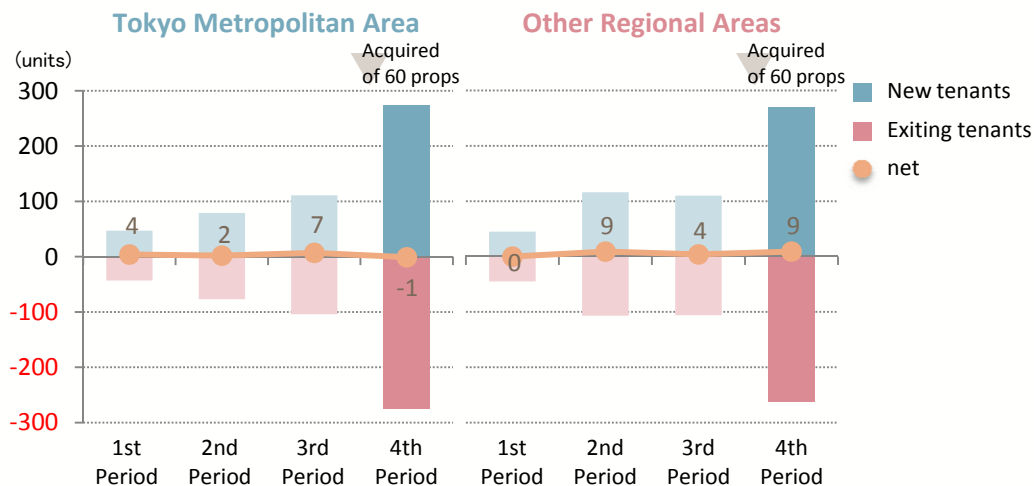 Tokyo Metropolitan Area
Other Regional Areas
(units)
Acquired
of 60 props
Acquired
of 60 props
New tenants
Exiting tenants
net
300
200
100
0
-100
-200
-300
4
2
7
-1
0
9
4
9
1st
Period
2nd
Period
3rd
Period
4th
Period
1st
Period
2nd
Period
3rd
Period
4th
Period